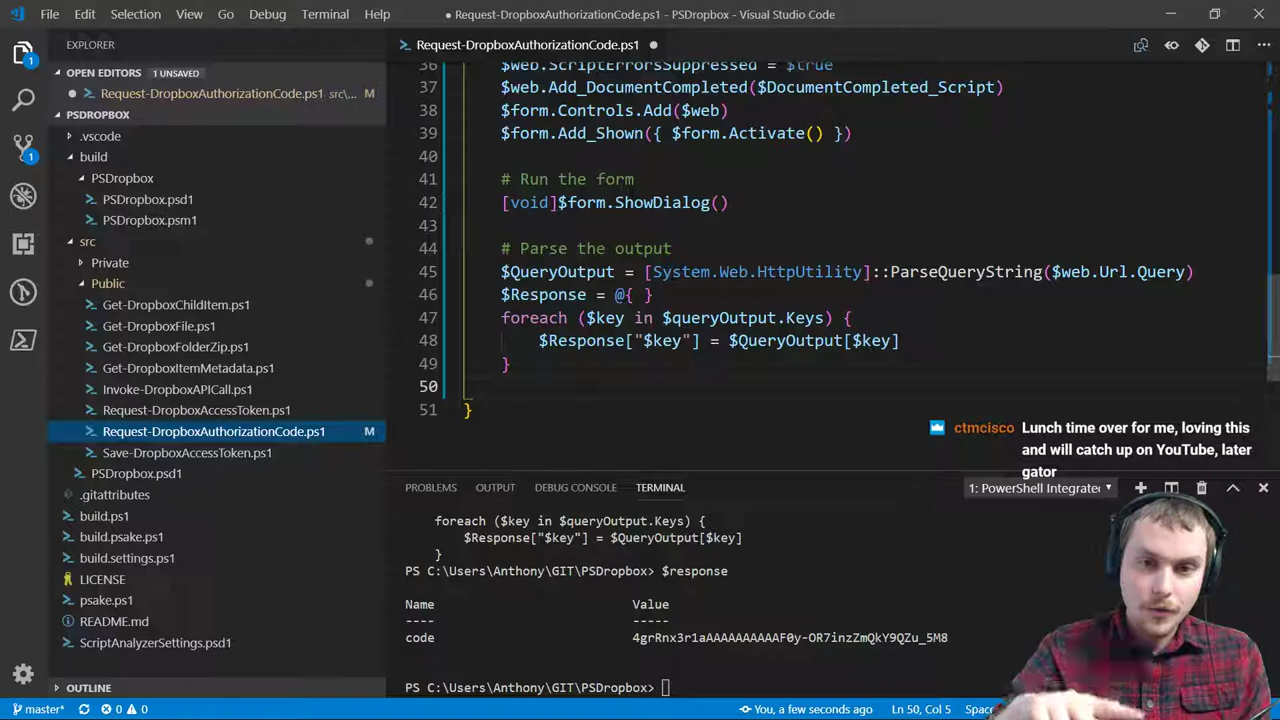 File Edit Selection View Go Debug Terminal Help
● Request-DropboxAuthorizationCode.ps1 - PSDropbox - Visual Studio Code
EXPLORER
OPEN EDITORS 1 UNSAVED
Request-DropboxAuthorizationCode.ps1 src\... M
PSDROPBOX
.vscode
build
PSDropbox
PSDropbox.psd1
PSDropbox.psm1
src
Private
Public
Get-DropboxChildItem.ps1
Get-DropboxFile.ps1
Get-DropboxFolderZip.ps1
Get-DropboxItemMetadata.ps1
Invoke-DropboxAPICall.ps1
Request-DropboxAccessToken.ps1
Request-DropboxAuthorizationCode.ps1 M
Save-DropboxAccessToken.ps1
PSDropbox.psd1
.gitattributes
build.ps1
build.psake.ps1
build.settings.ps1
LICENSE
psake.ps1
README.md
ScriptAnalyzerSettings.psd1
OUTLINE
Request-DropboxAuthorizationCode.ps1 ●
36 $web.ScriptErrorsSuppressed = $true
37 $web.Add_DocumentCompleted($DocumentCompleted_Script)
38 $form.Controls.Add($web)
39 $form.Add_Shown({ $form.Activate() })
40
41 # Run the form
42 [void]$form.ShowDialog()
43
44 # Parse the output
45 $QueryOutput = [System.Web.HttpUtility]::ParseQueryString($web.Url.Query)
46 $Response = @{ }
47 foreach ($key in $queryOutput.Keys) {
48 $Response["$key"] = $QueryOutput[$key]
49 }
50
51 }
ctmcisco Lunch time over for me, loving this
and will catch up on YouTube, later
gator
PROBLEMS OUTPUT DEBUG CONSOLE TERMINAL 1: PowerShell Integrate
foreach ($key in $queryOutput.Keys) {
$Response["$key"] = $QueryOutput[$key]
}
PS C:\Users\Anthony\GIT\PSDropbox> $response
Name Value
---- -----
code 4grRnx3r1aAAAAAAAAAAF0y-OR7inzZmQkY9QZu_5M8
PS C:\Users\Anthony\GIT\PSDropbox>
master* 0 0 You, a few seconds ago Ln 50, Col 5 Space